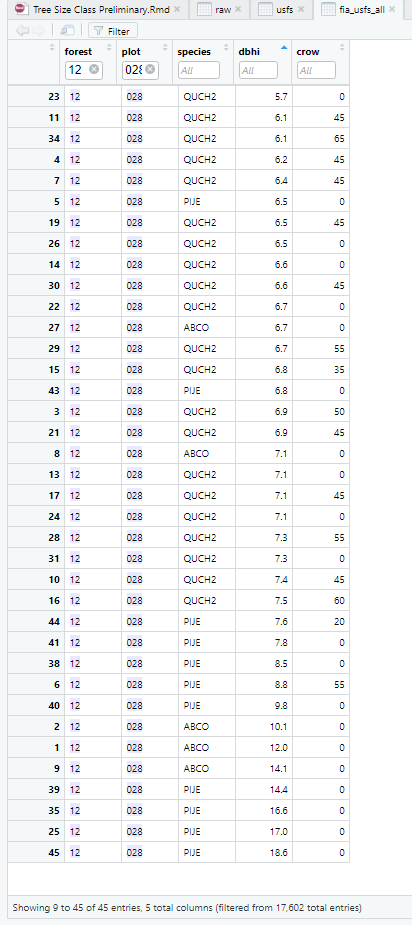 Tree Size Class Preliminary.Rmd × raw × usfs × fia_usfs_all ×
Filter
forest plot species dbhi crow
12 028 All All All
23 12 028 QUCH2 5.7 0
11 12 028 QUCH2 6.1 45
34 12 028 QUCH2 6.1 65
4 12 028 QUCH2 6.2 45
7 12 028 QUCH2 6.4 45
5 12 028 PIJE 6.5 0
19 12 028 QUCH2 6.5 45
26 12 028 QUCH2 6.5 0
14 12 028 QUCH2 6.6 0
30 12 028 QUCH2 6.6 45
22 12 028 QUCH2 6.7 0
27 12 028 ABCO 6.7 0
29 12 028 QUCH2 6.7 55
15 12 028 QUCH2 6.8 35
43 12 028 PIJE 6.8 0
3 12 028 QUCH2 6.9 50
21 12 028 QUCH2 6.9 45
8 12 028 ABCO 7.1 0
13 12 028 QUCH2 7.1 0
17 12 028 QUCH2 7.1 45
24 12 028 QUCH2 7.1 0
28 12 028 QUCH2 7.3 55
31 12 028 QUCH2 7.3 0
10 12 028 QUCH2 7.4 45
16 12 028 QUCH2 7.5 60
44 12 028 PIJE 7.6 20
41 12 028 PIJE 7.8 0
38 12 028 PIJE 8.5 0
6 12 028 PIJE 8.8 55
40 12 028 PIJE 9.8 0
2 12 028 ABCO 10.1 0
1 12 028 ABCO 12.0 0
9 12 028 ABCO 14.1 0
39 12 028 PIJE 14.4 0
35 12 028 PIJE 16.6 0
25 12 028 PIJE 17.0 0
45 12 028 PIJE 18.6 0
Showing 9 to 45 of 45 entries, 5 total columns (filtered from 17,602 total entries)